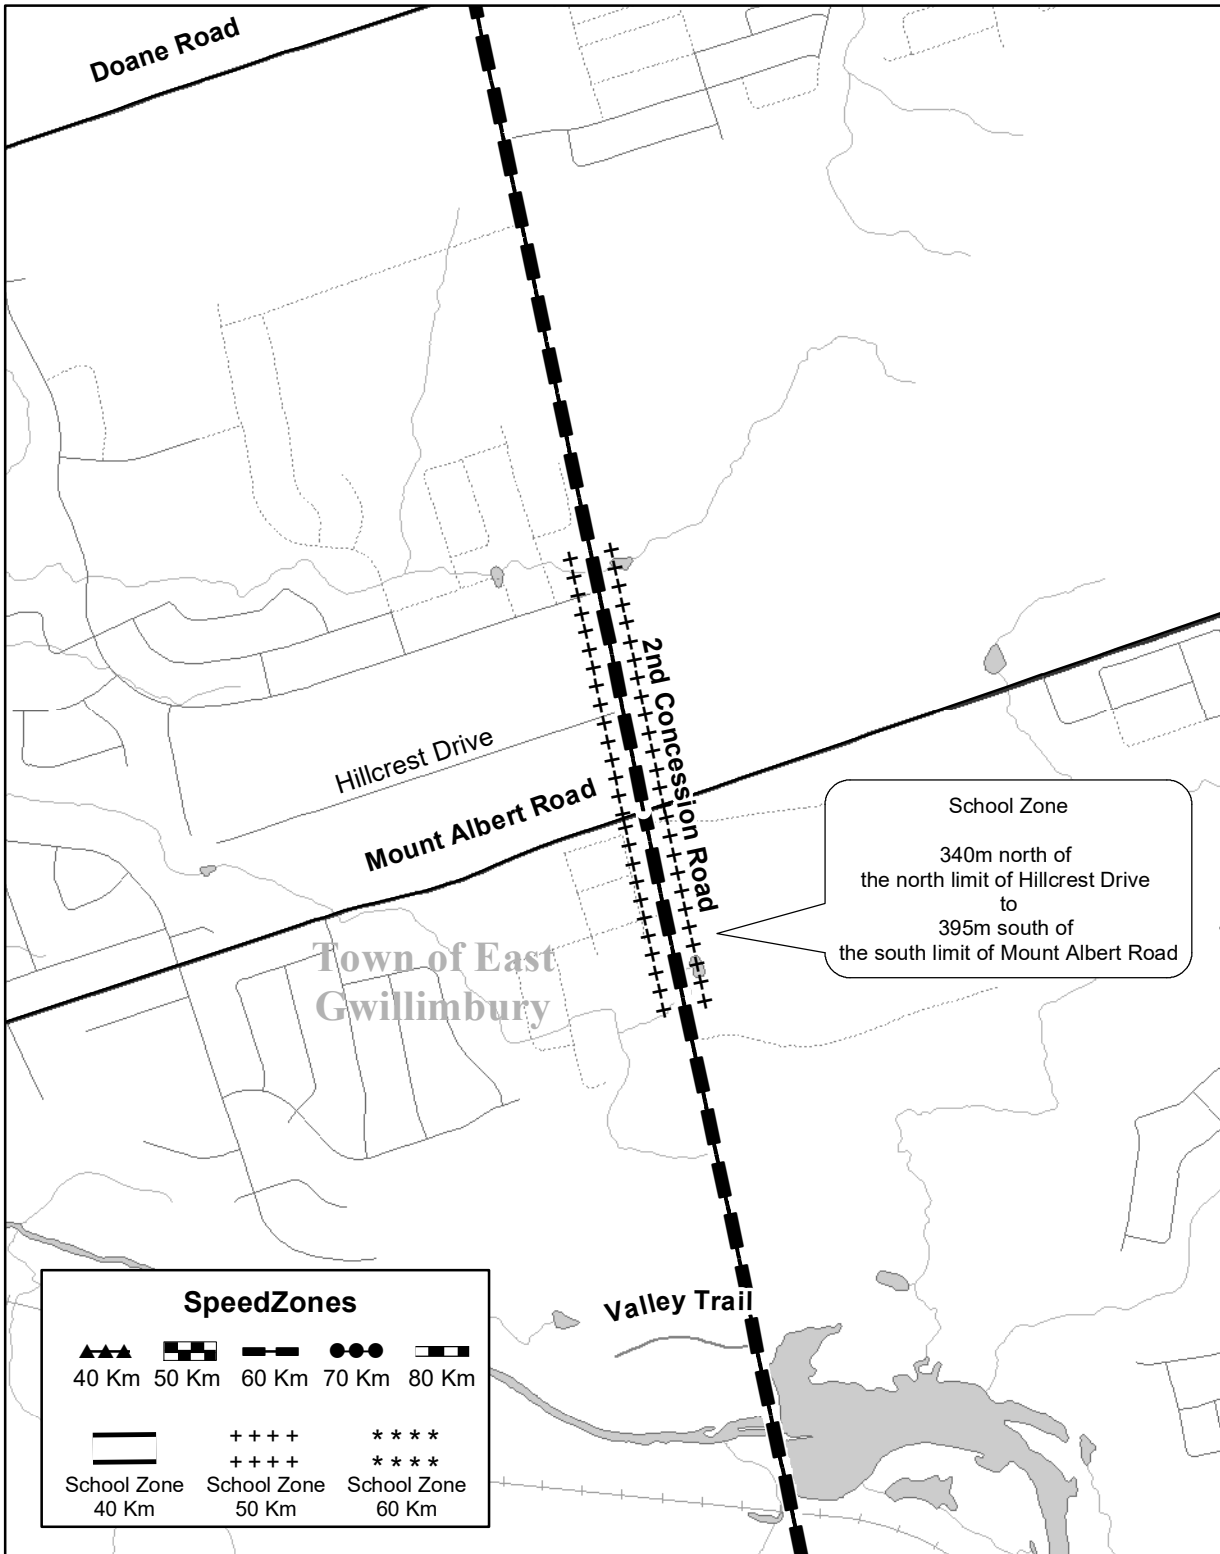 Doane Road
2nd Concession Road
Hillcrest Drive
Mount Albert Road
School Zone
340m north of
the north limit of Hillcrest Drive
to
395m south of
the south limit of Mount Albert Road
Town of East
Gwillimbury
Valley Trail
SpeedZones
40 Km 50 Km 60 Km 70 Km 80 Km
School Zone School Zone School Zone
40 Km 50 Km 60 Km